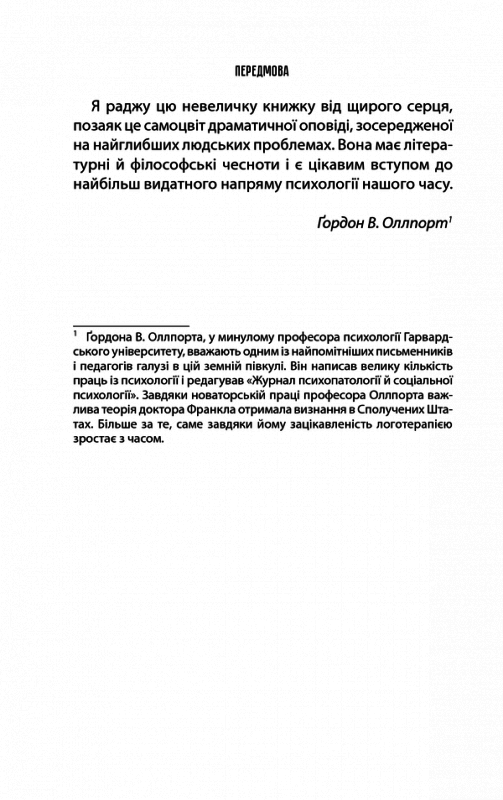 ПЕРЕДМОВА
Я раджу цю невеличку книжку від щирого серця,
позаяк це самоцвіт драматичної оповіді, зосередженої
на найглибших людських проблемах. Вона має літера-
турні й філософські чесноти і є цікавим вступом до
найбільш видатного напряму психології нашого часу.
Ґордон В. Оллпорт¹
¹ Ґордона В. Оллпорта, у минулому професора психології Гарвард-
ського університету, вважають одним із найпомітніших письменників
і педагогів галузі в цій земній півкулі. Він написав велику кількість
праць із психології і редагував «Журнал психопатології й соціальної
психології». Завдяки новаторській праці професора Оллпорта важ-
лива теорія доктора Франкла отримала визнання в Сполучених Шта-
тах. Більше за те, саме завдяки йому зацікавленість логотерапією
зростає з часом.